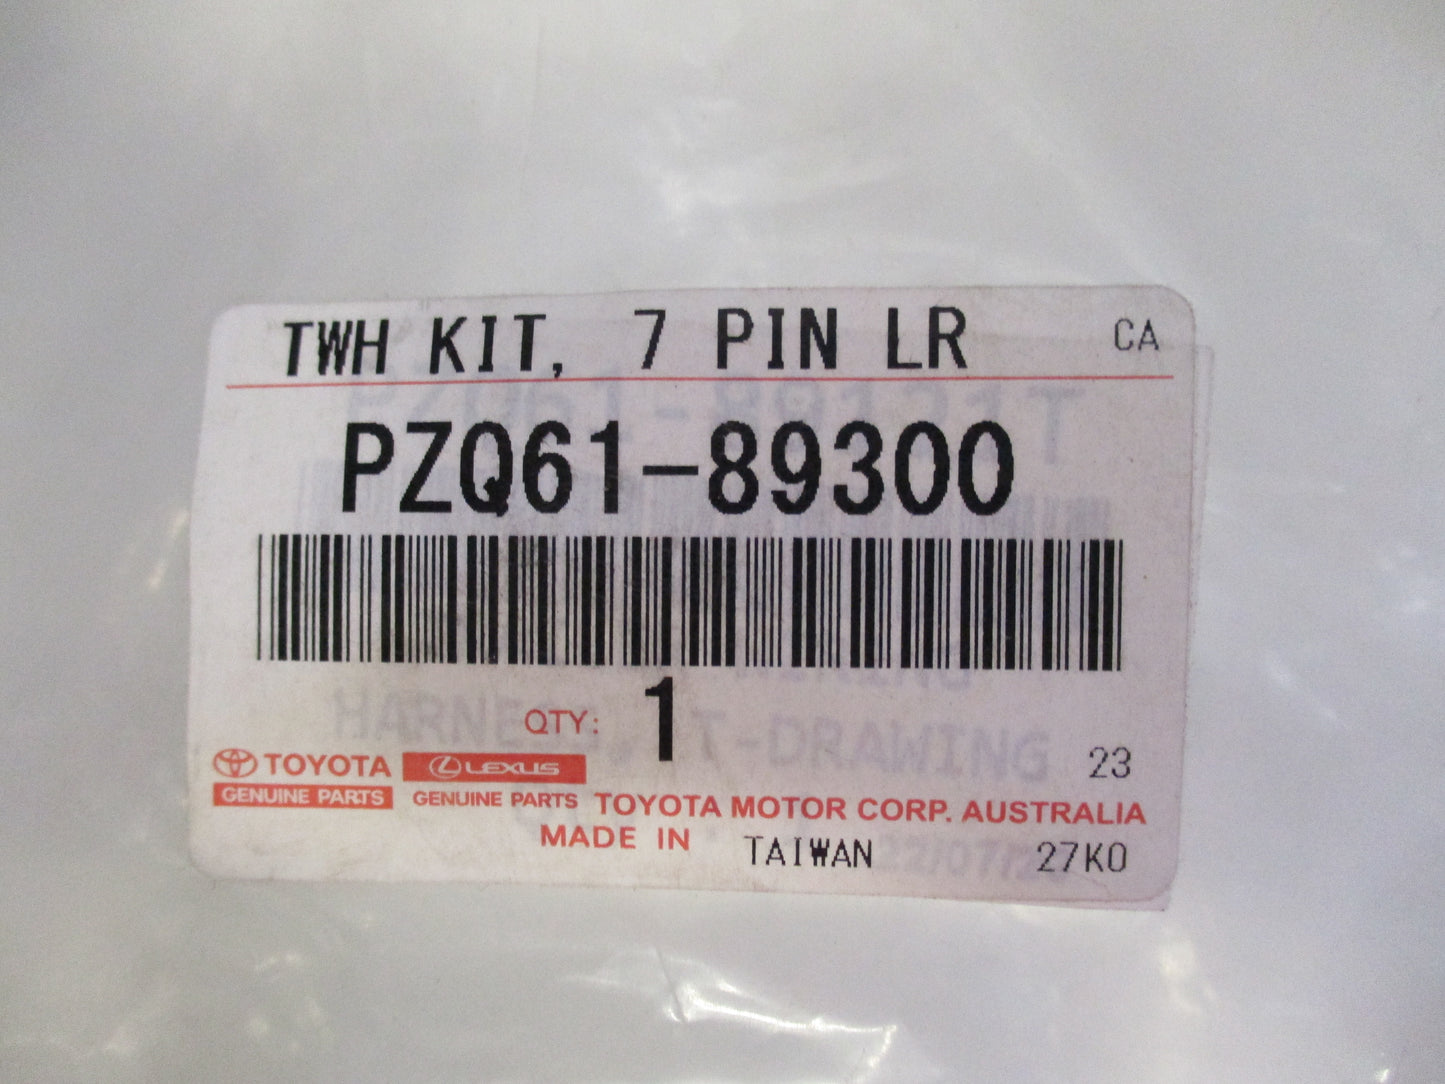 TWH KIT, 7 PIN LR CA
PZQ61-89300
QTY: 1
23
TOYOTA LEXUS
GENUINE PARTS GENUINE PARTS TOYOTA MOTOR CORP. AUSTRALIA
MADE IN TAIWAN 27K0